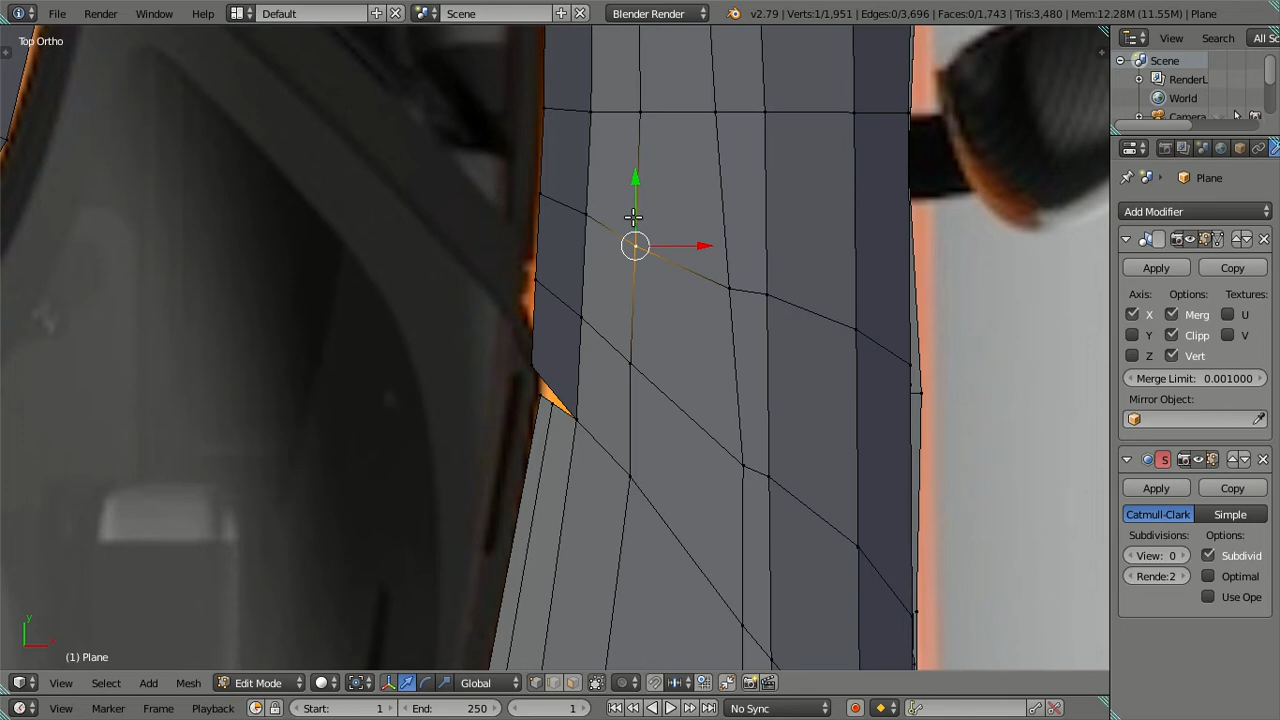 File Render Window Help Default Scene Blender Render v2.79 | Verts:1/1,951 | Edges:0/3,696 | Faces:0/1,743 | Tris:3,480 | Mem:12.28M (11.55M) | Plane
Top Ortho
View Search All Sc
Scene
RenderL
World
Camera
Plane
Add Modifier
Apply Copy
Axis: Options: Textures:
X Merg U
Y Clipp V
Z Vert
Merge Limit: 0.001000
Mirror Object:
S
Apply Copy
Catmull-Clark Simple
Subdivisions: Options:
View: 0 Subdivid
Rende:2 Optimal
Use Ope
y
x
(1) Plane
View Select Add Mesh Edit Mode Global
View Marker Frame Playback Start: 1 End: 250 1 No Sync